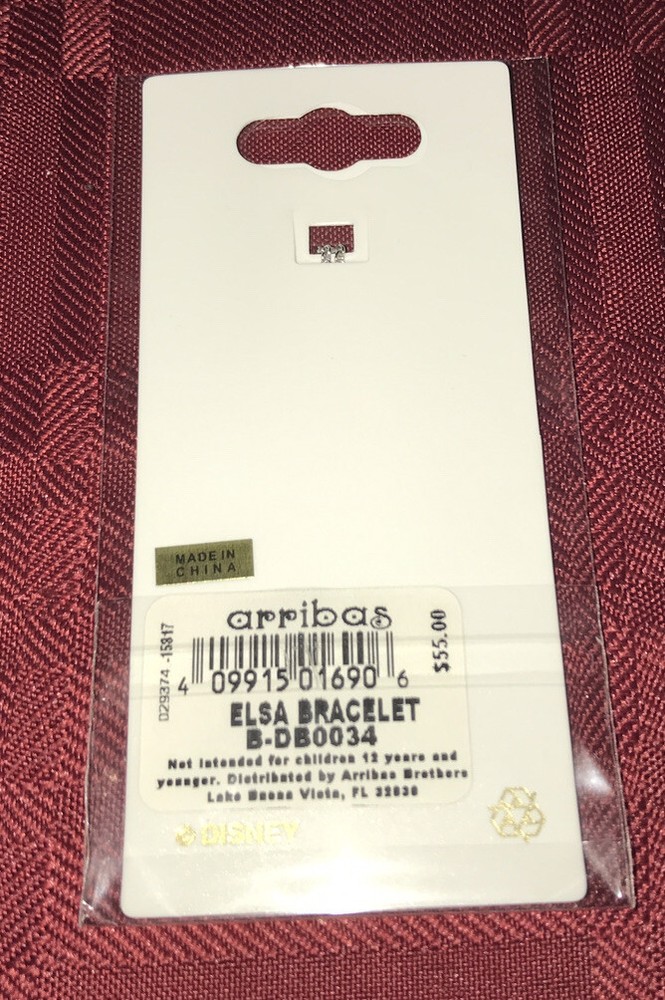 MADE IN
CHINA
arribas
029374 -15817
$55.00
4 09915 01690 6
ELSA BRACELET
B-DB0034
Not intended for children 12 years and
younger. Distributed by Arribas Brothers
Lake Buena Vista, FL 32830
© DISNEY